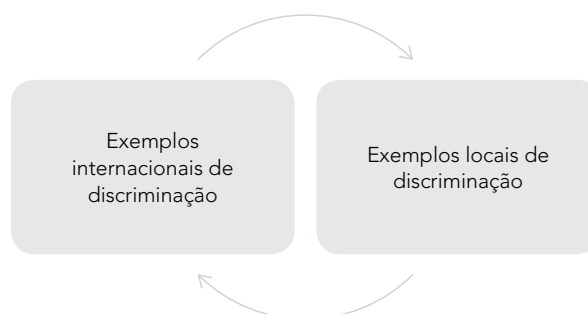 Exemplos
internacionais de
discriminação
Exemplos locais de
discriminação